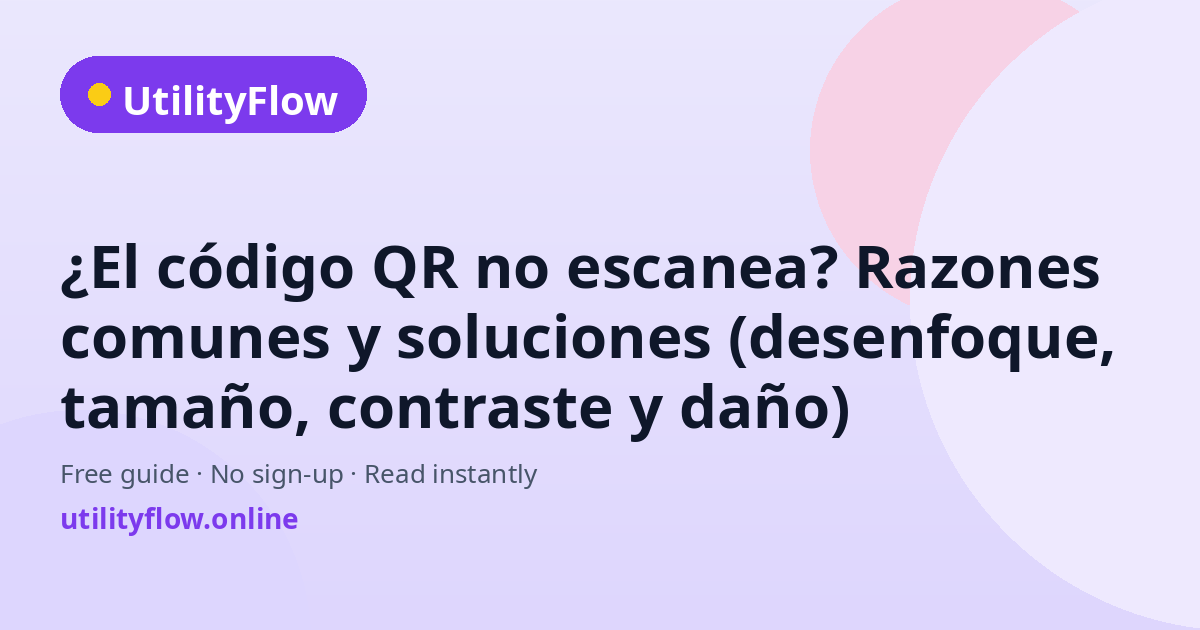 UtilityFlow
¿El código QR no escanea? Razones
comunes y soluciones (desenfoque,
tamaño, contraste y daño)
Free guide · No sign-up · Read instantly
utilityflow.online